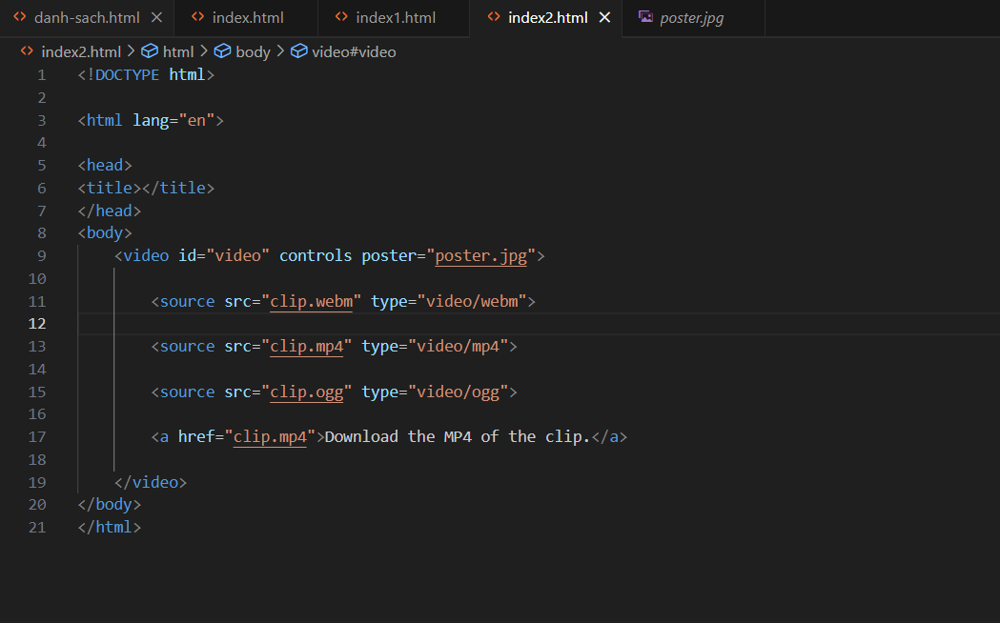 danh-sach.html index.html index1.html index2.html poster.jpg
index2.html > html > body > video#video
1 <!DOCTYPE html>
2
3 <html lang="en">
4
5 <head>
6 <title></title>
7 </head>
8 <body>
9 <video id="video" controls poster="poster.jpg">
10
11 <source src="clip.webm" type="video/webm">
12
13 <source src="clip.mp4" type="video/mp4">
14
15 <source src="clip.ogg" type="video/ogg">
16
17 <a href="clip.mp4">Download the MP4 of the clip.</a>
18
19 </video>
20 </body>
21 </html>